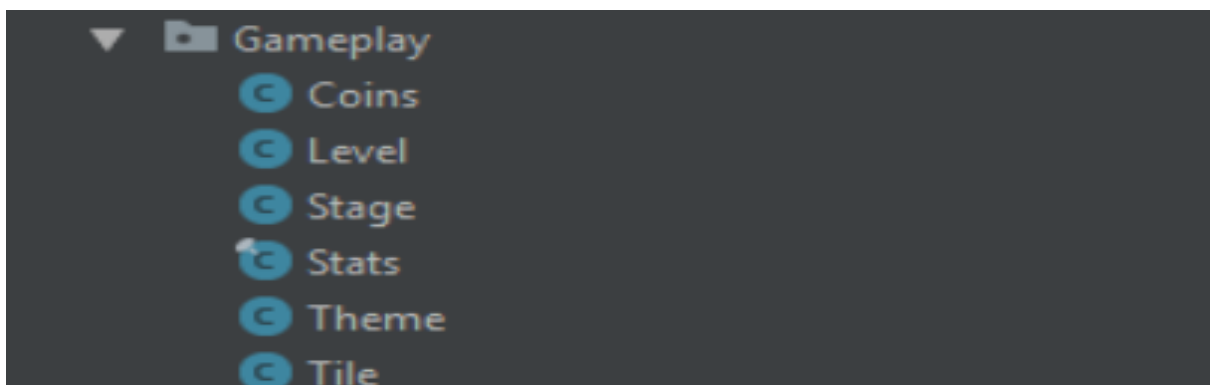 Gameplay
C Coins
C Level
C Stage
C Stats
C Theme
C Tile